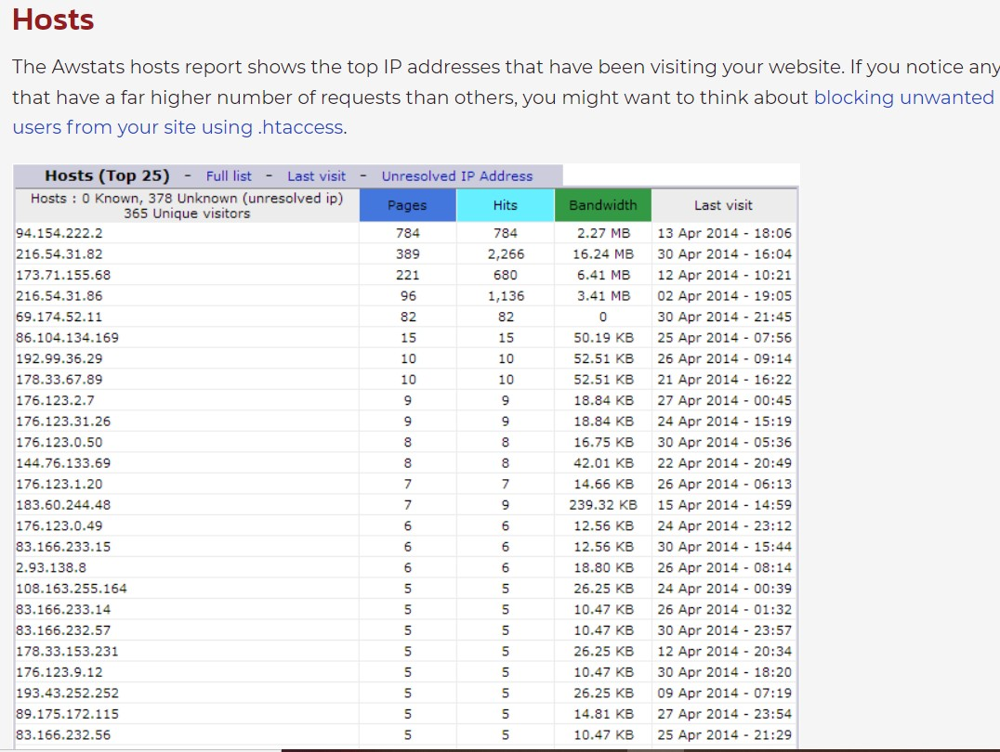 Hosts
The Awstats hosts report shows the top IP addresses that have been visiting your website. If you notice any
that have a far higher number of requests than others, you might want to think about blocking unwanted
users from your site using .htaccess.
Hosts (Top 25) - Full list - Last visit - Unresolved IP Address
Hosts : 0 Known, 378 Unknown (unresolved ip)
365 Unique visitors
Pages Hits Bandwidth Last visit
94.154.222.2 784 784 2.27 MB 13 Apr 2014 - 18:06
216.54.31.82 389 2,266 16.24 MB 30 Apr 2014 - 16:04
173.71.155.68 221 680 6.41 MB 12 Apr 2014 - 10:21
216.54.31.86 96 1,136 3.41 MB 02 Apr 2014 - 19:05
69.174.52.11 82 82 0 30 Apr 2014 - 21:45
86.104.134.169 15 15 50.19 KB 25 Apr 2014 - 07:56
192.99.36.29 10 10 52.51 KB 26 Apr 2014 - 09:14
178.33.67.89 10 10 52.51 KB 21 Apr 2014 - 16:22
176.123.2.7 9 9 18.84 KB 27 Apr 2014 - 00:45
176.123.31.26 9 9 18.84 KB 24 Apr 2014 - 15:19
176.123.0.50 8 8 16.75 KB 30 Apr 2014 - 05:36
144.76.133.69 8 8 42.01 KB 22 Apr 2014 - 20:49
176.123.1.20 7 7 14.66 KB 26 Apr 2014 - 06:13
183.60.244.48 7 9 239.32 KB 15 Apr 2014 - 14:59
176.123.0.49 6 6 12.56 KB 24 Apr 2014 - 23:12
83.166.233.15 6 6 12.56 KB 30 Apr 2014 - 15:44
2.93.138.8 6 6 18.80 KB 26 Apr 2014 - 08:14
108.163.255.164 5 5 26.25 KB 24 Apr 2014 - 00:39
83.166.233.14 5 5 10.47 KB 26 Apr 2014 - 01:32
83.166.232.57 5 5 10.47 KB 30 Apr 2014 - 23:57
178.33.153.231 5 5 26.25 KB 12 Apr 2014 - 20:34
176.123.9.12 5 5 10.47 KB 30 Apr 2014 - 18:20
193.43.252.252 5 5 26.25 KB 09 Apr 2014 - 07:19
89.175.172.115 5 5 14.81 KB 27 Apr 2014 - 23:54
83.166.232.56 5 5 10.47 KB 25 Apr 2014 - 21:29